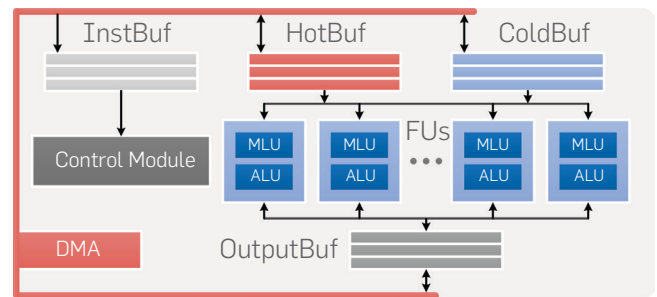 InstBuf
HotBuf
ColdBuf
FUs
MLU
MLU
MLU
MLU
ALU
ALU
ALU
ALU
Control Module
DMA
OutputBuf